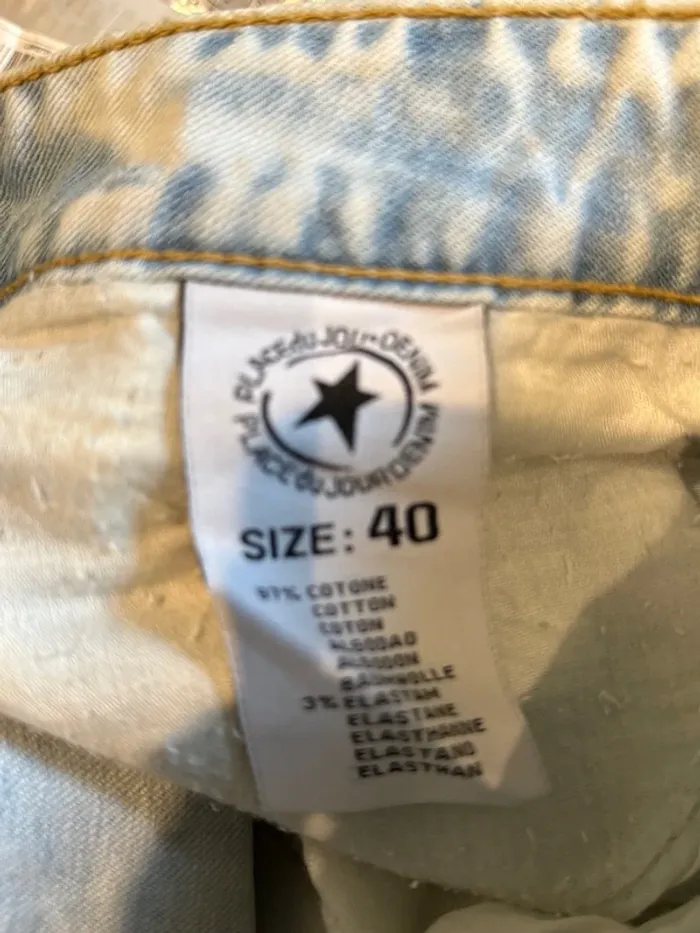 PLACE du JOUR DENIM
PLACE du JOUR DENIM
SIZE: 40
97% COTONE
COTTON
COTON
ALGODAO
ALGODON
BAUMWOLLE
3% ELASTAM
ELASTANE
ELASTHANNE
ELASTANO
ELASTHAN